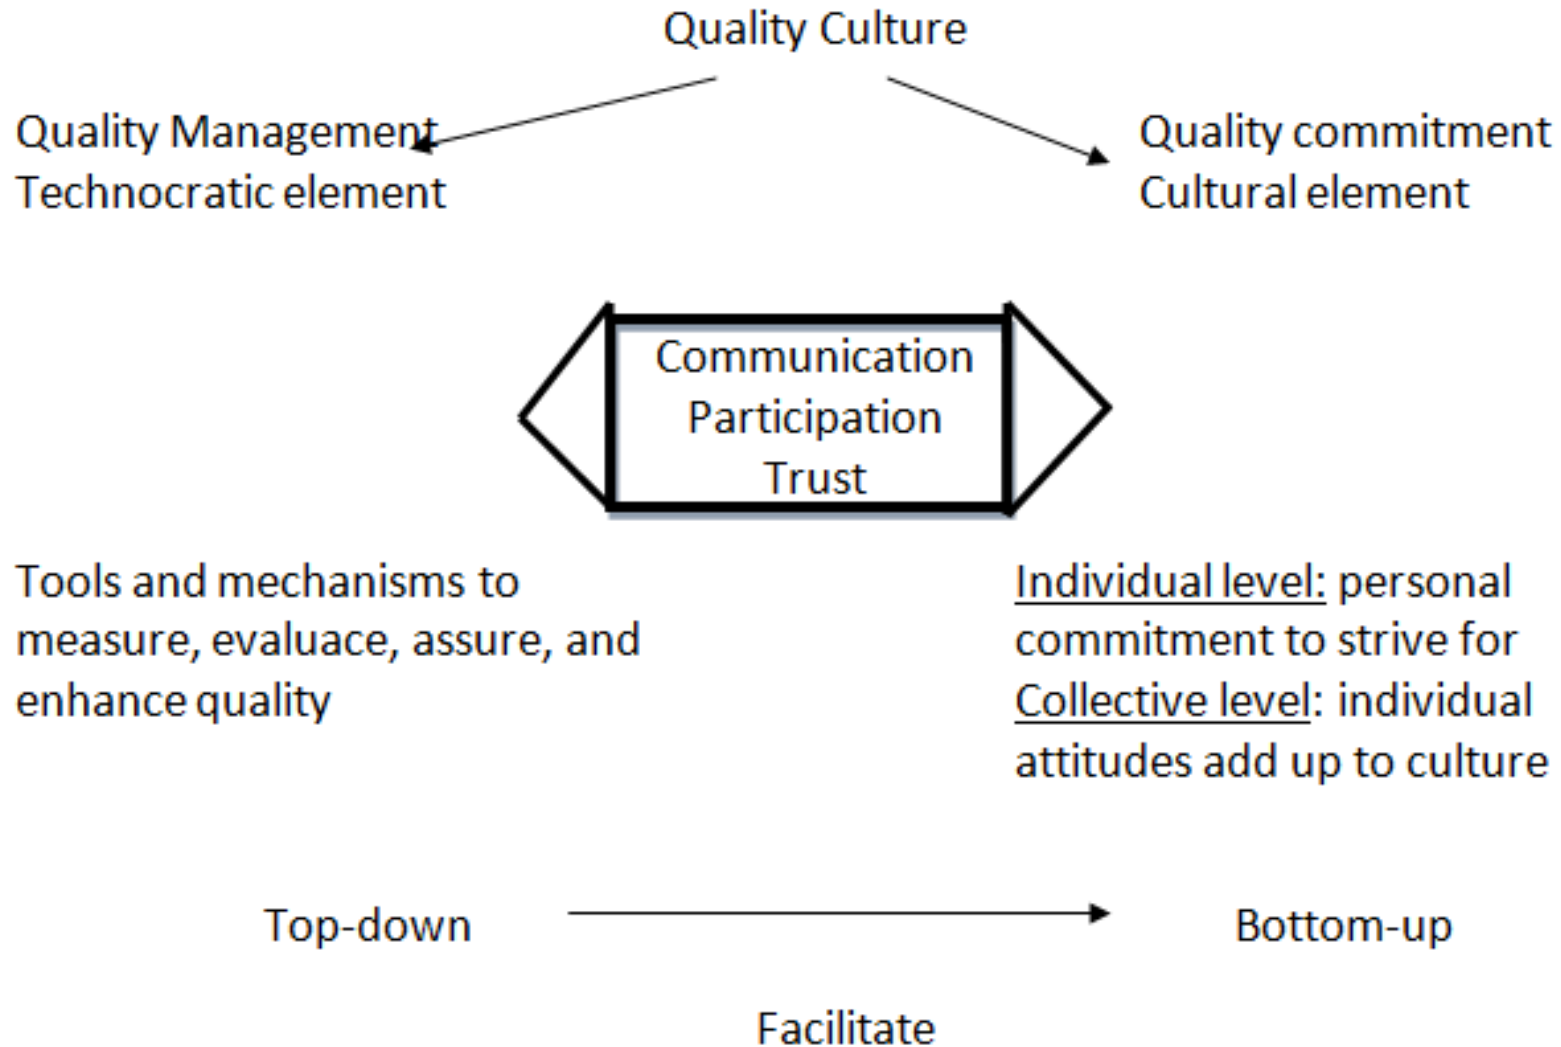 Quality Culture
Quality Management
Technocratic element
Quality commitment
Cultural element
Communication
Participation
Trust
Tools and mechanisms to
measure, evaluace, assure, and
enhance quality
Individual level: personal
commitment to strive for
Collective level: individual
attitudes add up to culture
Top-down
Bottom-up
Facilitate